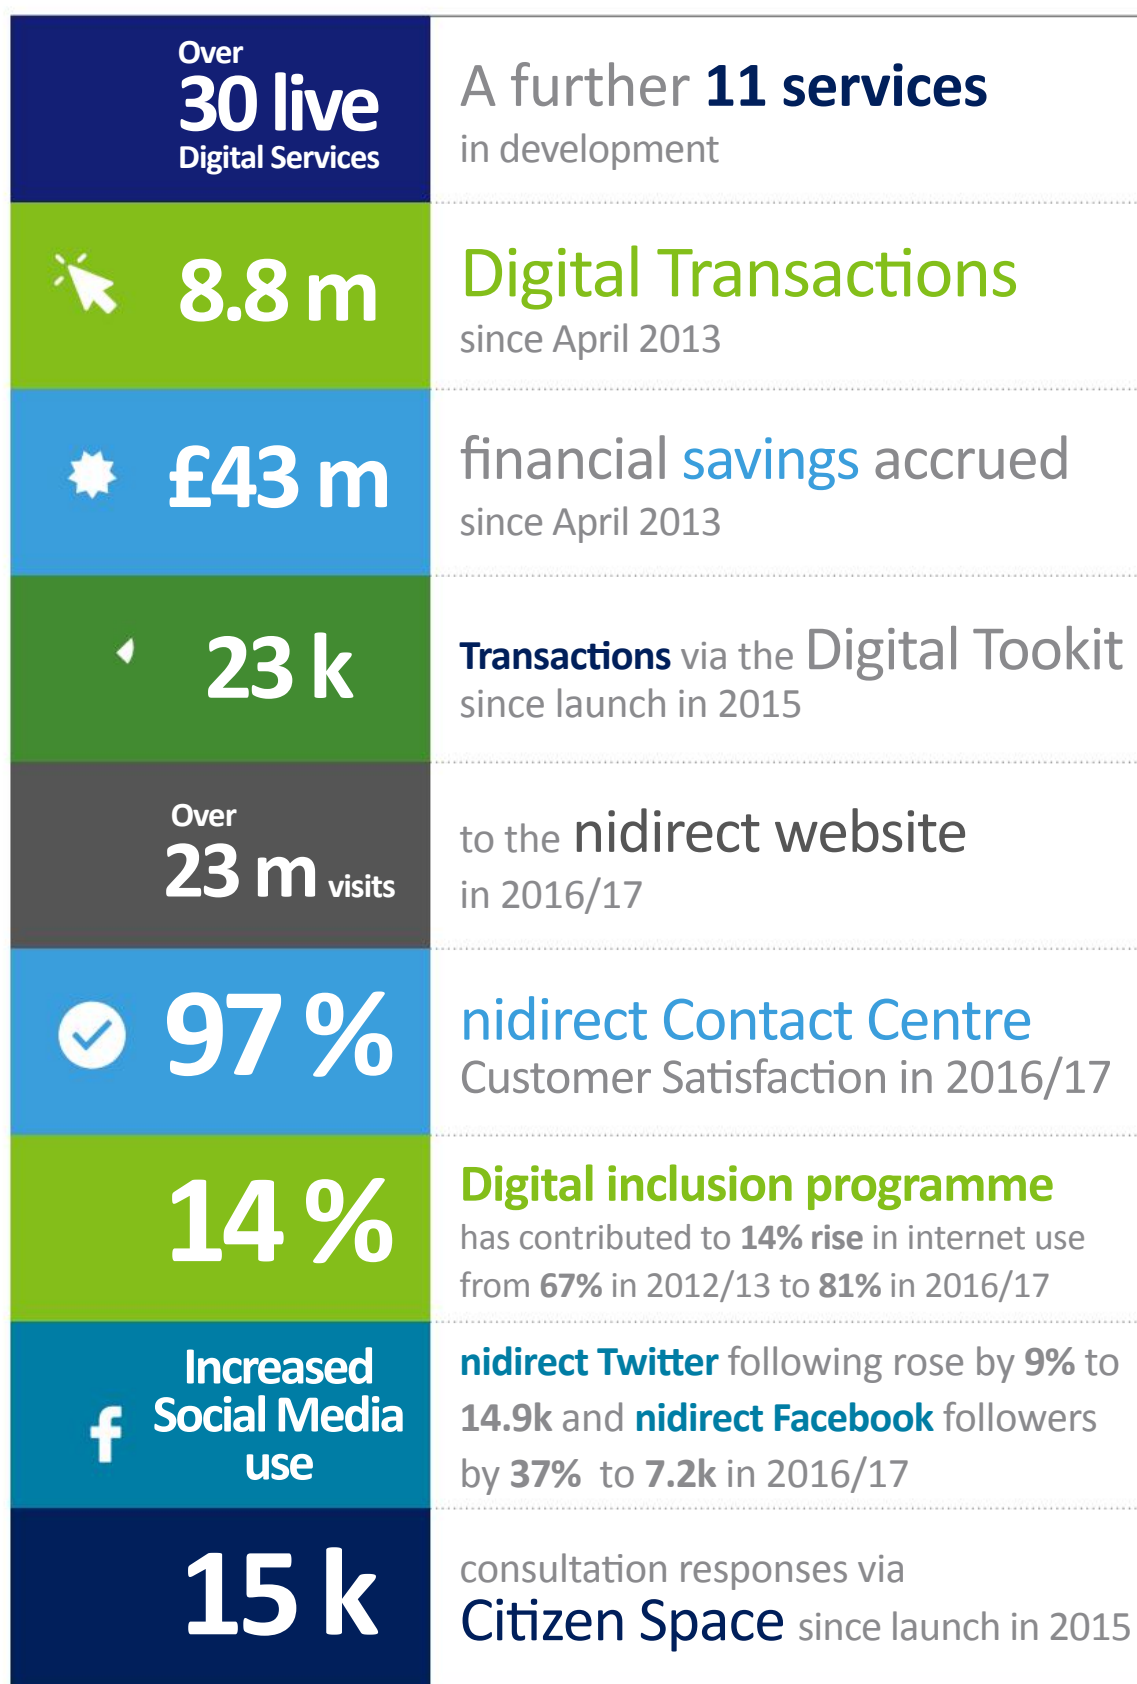 Over
30 live
Digital Services
A further 11 services
in development
8.8 m
Digital Transactions
since April 2013
£43 m
financial savings accrued
since April 2013
23 k
Transactions via the Digital Tookit
since launch in 2015
Over
23 m visits
to the nidirect website
in 2016/17
97 %
nidirect Contact Centre
Customer Satisfaction in 2016/17
14 %
Digital inclusion programme
has contributed to 14% rise in internet use
from 67% in 2012/13 to 81% in 2016/17
Increased
Social Media
use
nidirect Twitter following rose by 9% to
14.9k and nidirect Facebook followers
by 37% to 7.2k in 2016/17
15 k
consultation responses via
Citizen Space since launch in 2015